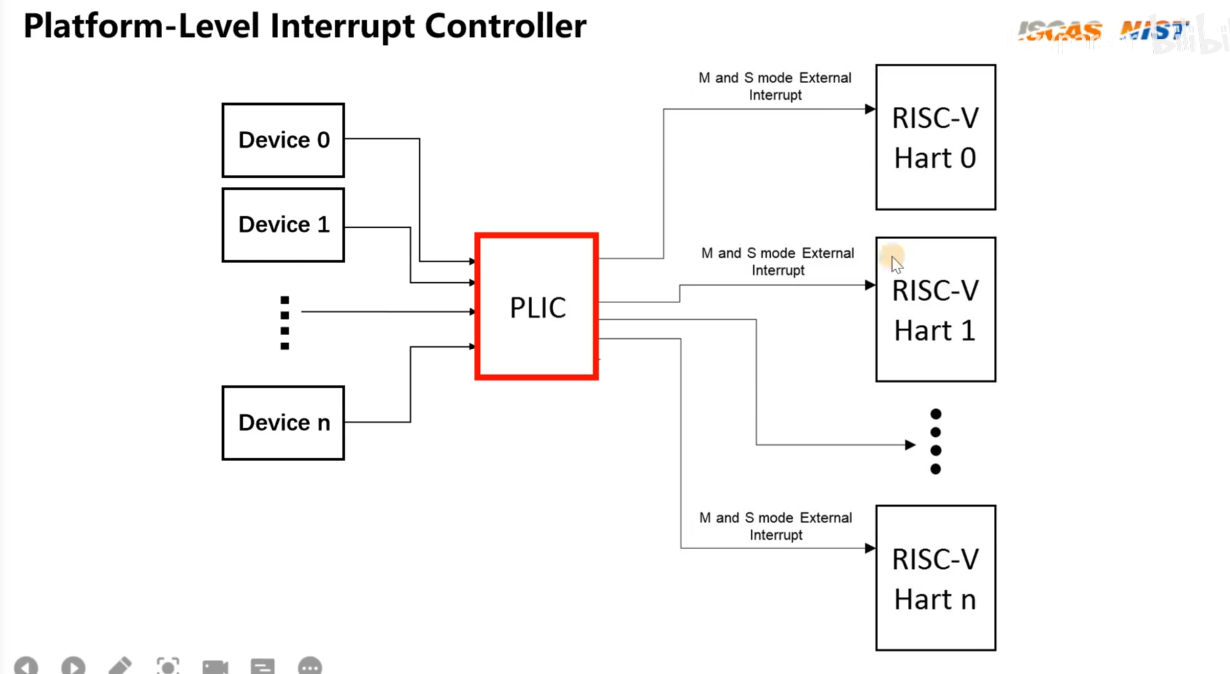 Platform-Level Interrupt Controller
ISCAS NIST
bilibi
Device 0
Device 1
Device n
PLIC
M and S mode External
Interrupt
RISC-V
Hart 0
M and S mode External
Interrupt
RISC-V
Hart 1
M and S mode External
Interrupt
RISC-V
Hart n